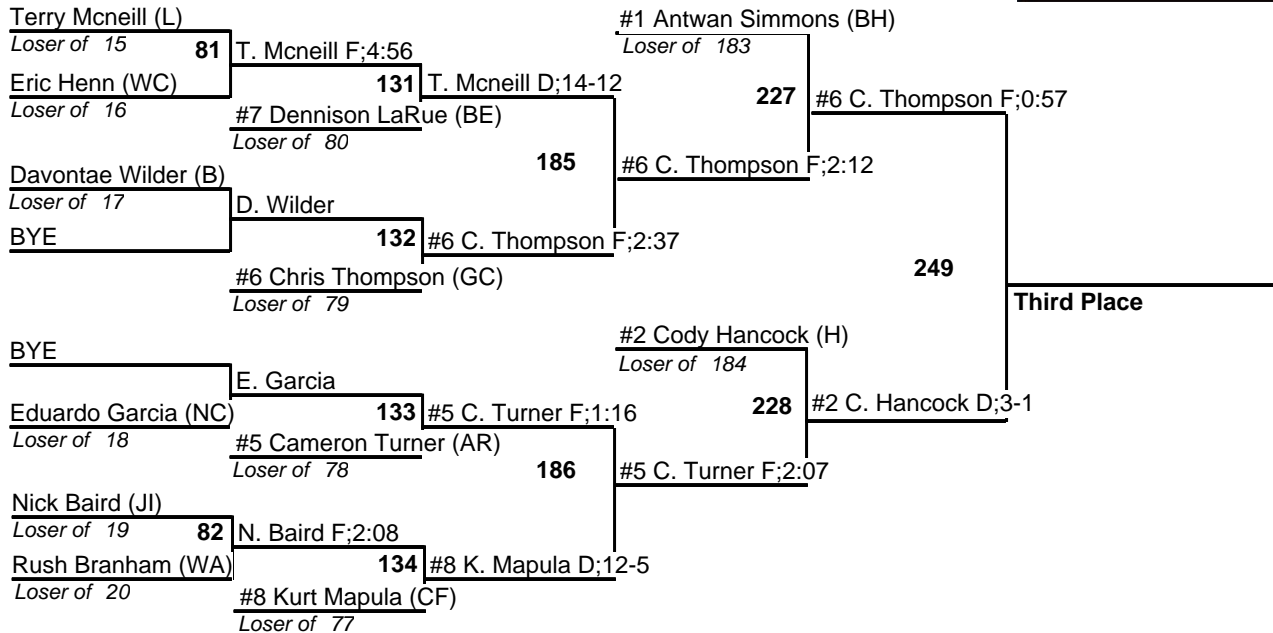 Terry Mcneill (L)
Loser of 15
81
Eric Henn (WC)
Loser of 16
T. Mcneill F;4:56
131
#7 Dennison LaRue (BE)
Loser of 80
T. Mcneill D;14-12
Davontae Wilder (B)
Loser of 17
BYE
D. Wilder
132
#6 Chris Thompson (GC)
Loser of 79
#6 C. Thompson F;2:37
185
#1 Antwan Simmons (BH)
Loser of 183
227
#6 C. Thompson F;2:12
#6 C. Thompson F;0:57
BYE
Eduardo Garcia (NC)
Loser of 18
E. Garcia
133
#5 Cameron Turner (AR)
Loser of 78
#5 C. Turner F;1:16
Nick Baird (JI)
Loser of 19
82
Rush Branham (WA)
Loser of 20
N. Baird F;2:08
134
#8 Kurt Mapula (CF)
Loser of 77
#8 K. Mapula D;12-5
186
#2 Cody Hancock (H)
Loser of 184
228
#5 C. Turner F;2:07
#2 C. Hancock D;3-1
249
Third Place